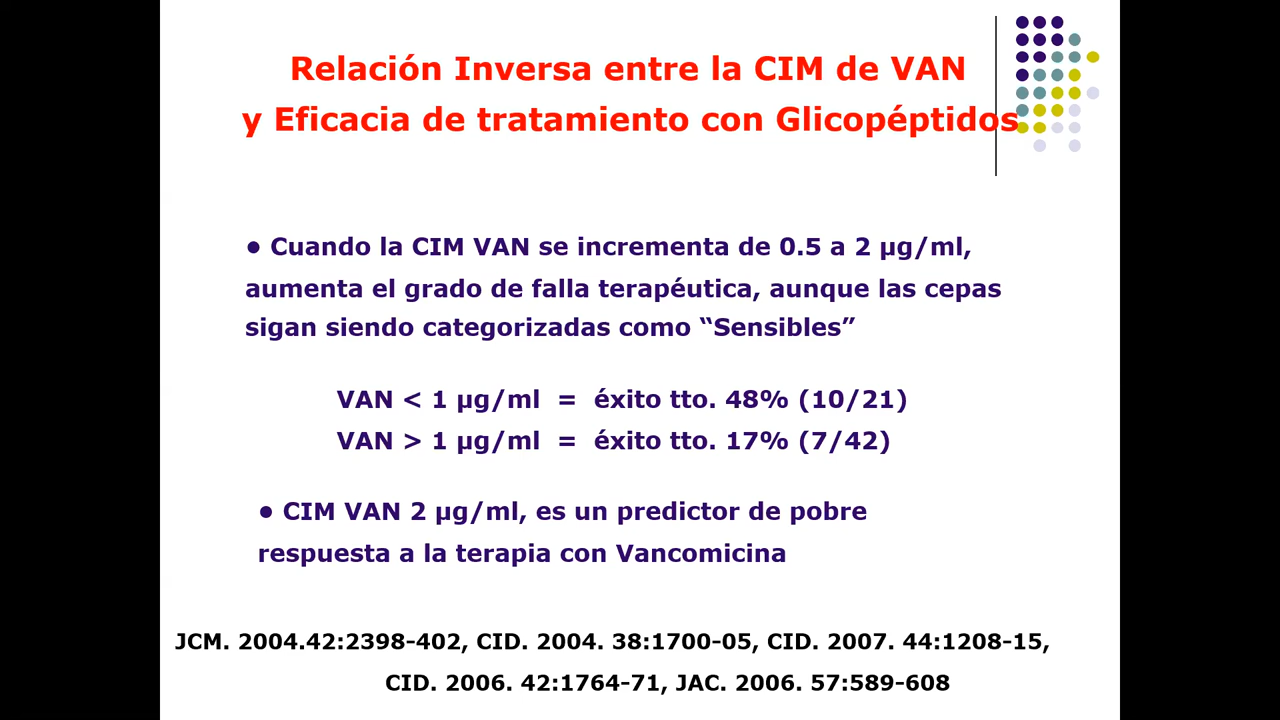 Relación Inversa entre la CIM de VAN
y Eficacia de tratamiento con Glicopéptidos
• Cuando la CIM VAN se incrementa de 0.5 a 2 µg/ml,
aumenta el grado de falla terapéutica, aunque las cepas
sigan siendo categorizadas como “Sensibles”
VAN < 1 µg/ml = éxito tto. 48% (10/21)
VAN > 1 µg/ml = éxito tto. 17% (7/42)
• CIM VAN 2 µg/ml, es un predictor de pobre
respuesta a la terapia con Vancomicina
JCM. 2004.42:2398-402, CID. 2004. 38:1700-05, CID. 2007. 44:1208-15,
CID. 2006. 42:1764-71, JAC. 2006. 57:589-608